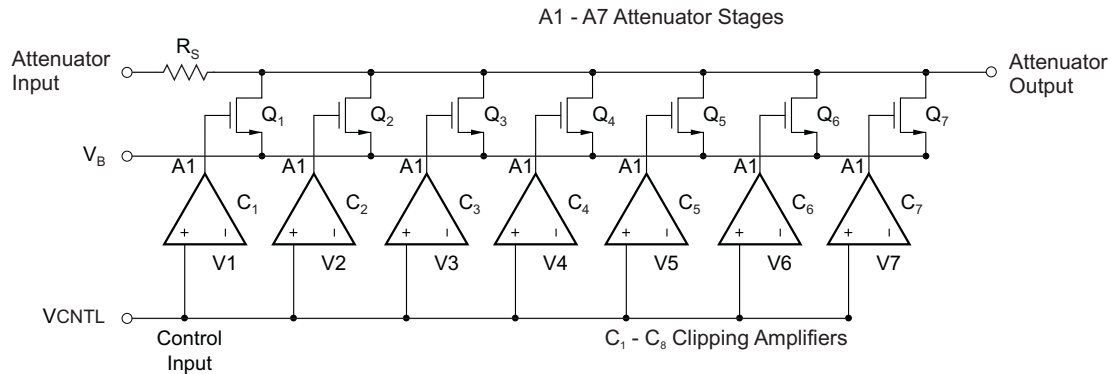 A1 - A7 Attenuator Stages
Attenuator
Input
R_S
Attenuator
Output
Q₁
Q₂
Q₃
Q₄
Q₅
Q₆
Q₇
V_B
A1
A1
A1
A1
A1
A1
A1
C₁
C₂
C₃
C₄
C₅
C₆
C₇
+ -
+ -
+ -
+ -
+ -
+ -
+ -
V1
V2
V3
V4
V5
V6
V7
VCNTL
Control
Input
C₁ - C₈ Clipping Amplifiers